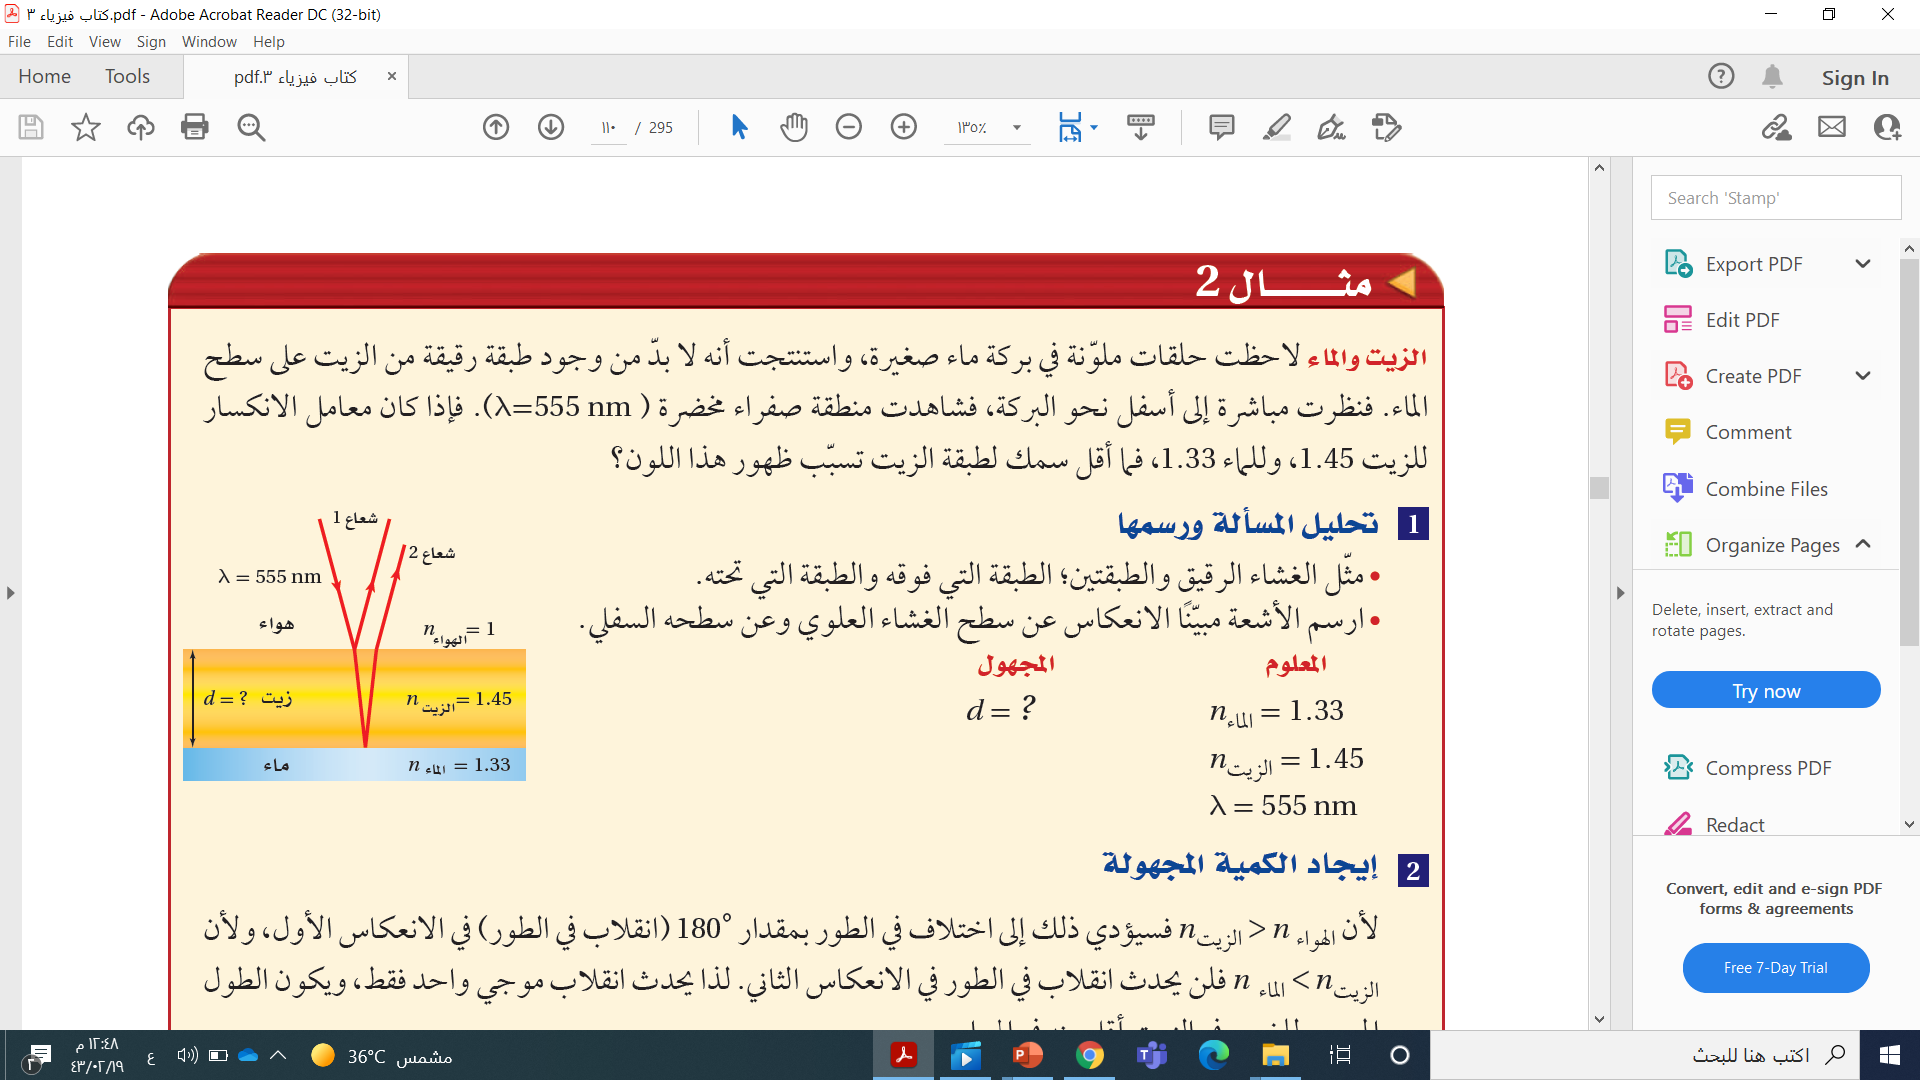 كتاب فيزياء ٣.pdf - Adobe Acrobat Reader DC (32-bit)
File Edit View Sign Window Help
Home Tools كتاب فيزياء ٣.pdf × Sign In
١١٠ / 295 ١٣٥٪
Search 'Stamp'
Export PDF
Edit PDF
Create PDF
Comment
Combine Files
Organize Pages
Delete, insert, extract and
rotate pages.
Try now
Compress PDF
Redact
Convert, edit and e-sign PDF
forms & agreements
Free 7-Day Trial
مثــــــال 2
الزيت والماء لاحظت حلقات ملوّنة في بركة ماء صغيرة، واستنتجت أنه لا بدّ من وجود طبقة رقيقة من الزيت على سطح
الماء. فنظرت مباشرة إلى أسفل نحو البركة، فشاهدت منطقة صفراء مخضرة (λ=555 nm). فإذا كان معامل الانكسار
للزيت 1.45، وللماء 1.33، فما أقل سمك لطبقة الزيت تسبّب ظهور هذا اللون؟
1 تحليل المسألة ورسمها
• مثّل الغشاء الرقيق والطبقتين؛ الطبقة التي فوقه والطبقة التي تحته.
• ارسم الأشعة مبيّنًا الانعكاس عن سطح الغشاء العلوي وعن سطحه السفلي.
المعلوم المجهول
n الماء = 1.33 d = ?
n الزيت = 1.45
λ = 555 nm
شعاع 1
شعاع 2
λ = 555 nm
هواء n الهواء = 1
d = ? زيت n الزيت = 1.45
ماء n الماء = 1.33
2 إيجاد الكمية المجهولة
لأن n الهواء < n الزيت فسيؤدي ذلك إلى اختلاف في الطور بمقدار 180° (انقلاب في الطور) في الانعكاس الأول، ولأن
n الزيت > n الماء فلن يحدث انقلاب في الطور في الانعكاس الثاني. لذا يحدث انقلاب موجي واحد فقط، ويكون الطول
١٢:٤٨ م
٤٣/٠٢/١٩
ع
36°C مشمس
اكتب هنا للبحث